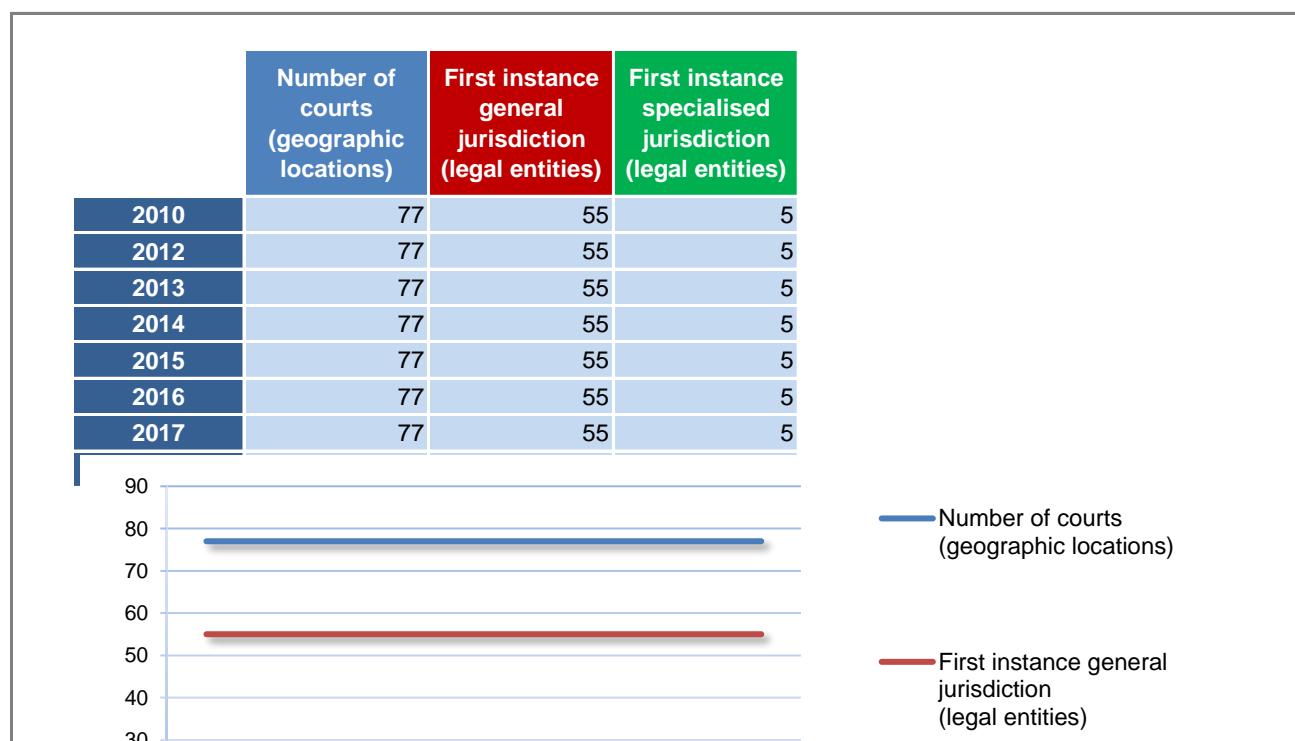 Number of courts (geographic locations) First instance general jurisdiction (legal entities) First instance specialised jurisdiction (legal entities)
2010 77 55 5
2012 77 55 5
2013 77 55 5
2014 77 55 5
2015 77 55 5
2016 77 55 5
2017 77 55 5
90
80
70
60
50
40
30
Number of courts
(geographic locations)
First instance general
jurisdiction
(legal entities)